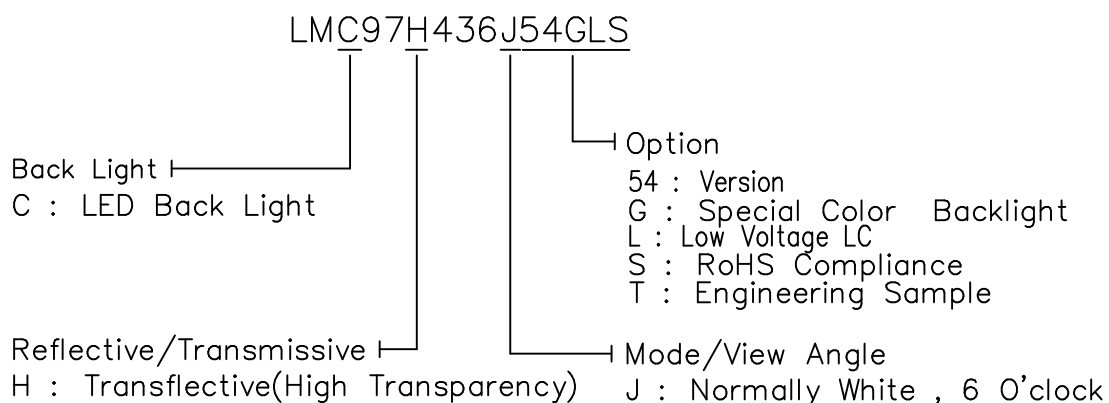 LMC97H436J54GLS
Back Light
C : LED Back Light
Option
54 : Version
G : Special Color Backlight
L : Low Voltage LC
S : RoHS Compliance
T : Engineering Sample
Reflective/Transmissive
H : Transflective(High Transparency)
Mode/View Angle
J : Normally White , 6 O'clock